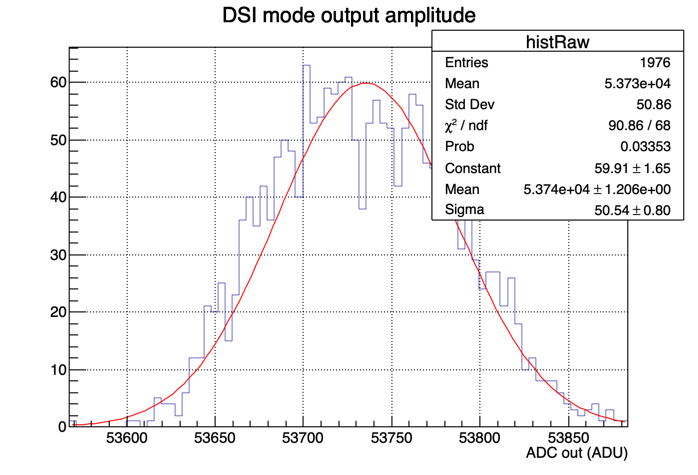 DSI mode output amplitude
histRaw
Entries 1976
Mean 5.373e+04
Std Dev 50.86
χ² / ndf 90.86 / 68
Prob 0.03353
Constant 59.91 ± 1.65
Mean 5.374e+04 ± 1.206e+00
Sigma 50.54 ± 0.80
60
50
40
30
20
10
0
53600 53650 53700 53750 53800 53850
ADC out (ADU)